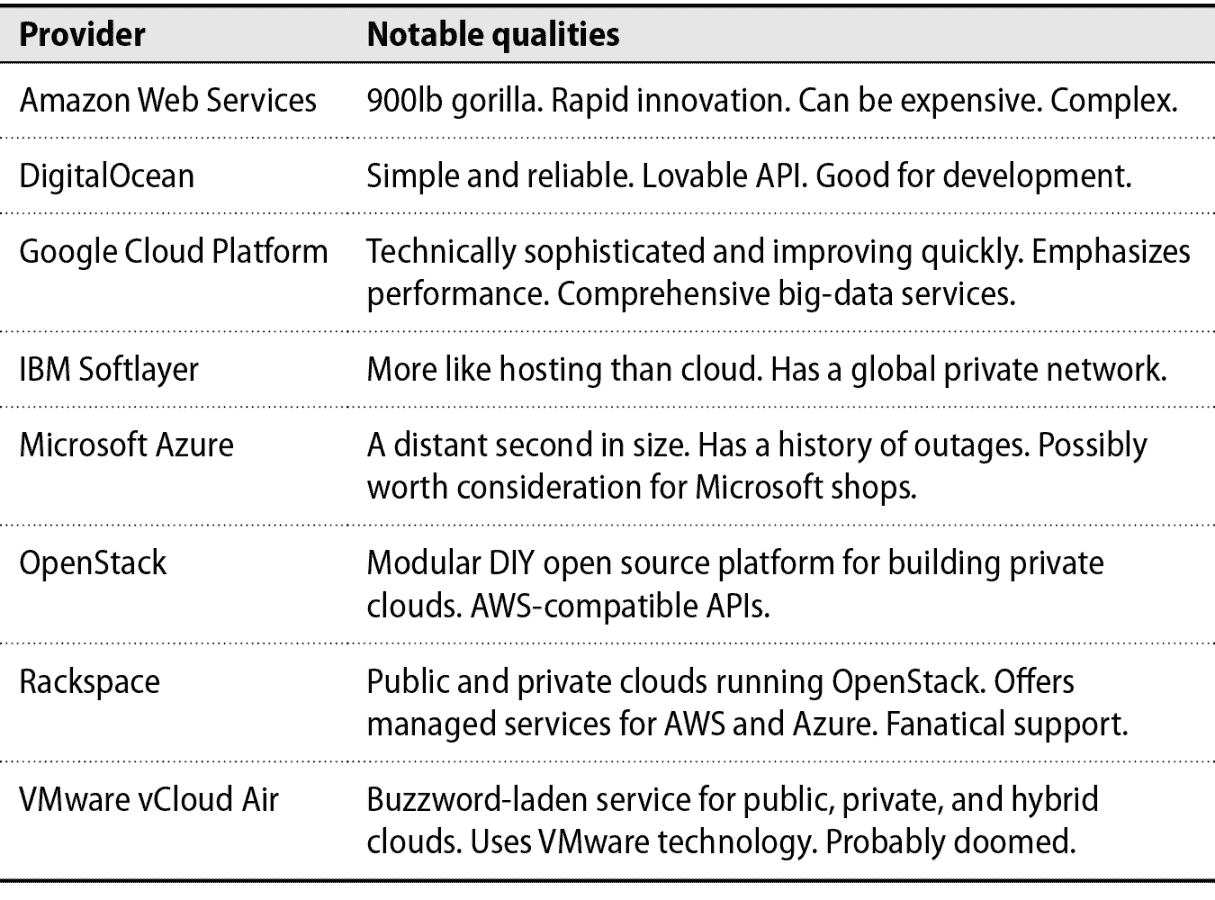 Provider Notable qualities
Amazon Web Services 900lb gorilla. Rapid innovation. Can be expensive. Complex.
DigitalOcean Simple and reliable. Lovable API. Good for development.
Google Cloud Platform Technically sophisticated and improving quickly. Emphasizes
performance. Comprehensive big-data services.
IBM Softlayer More like hosting than cloud. Has a global private network.
Microsoft Azure A distant second in size. Has a history of outages. Possibly
worth consideration for Microsoft shops.
OpenStack Modular DIY open source platform for building private
clouds. AWS-compatible APIs.
Rackspace Public and private clouds running OpenStack. Offers
managed services for AWS and Azure. Fanatical support.
VMware vCloud Air Buzzword-laden service for public, private, and hybrid
clouds. Uses VMware technology. Probably doomed.